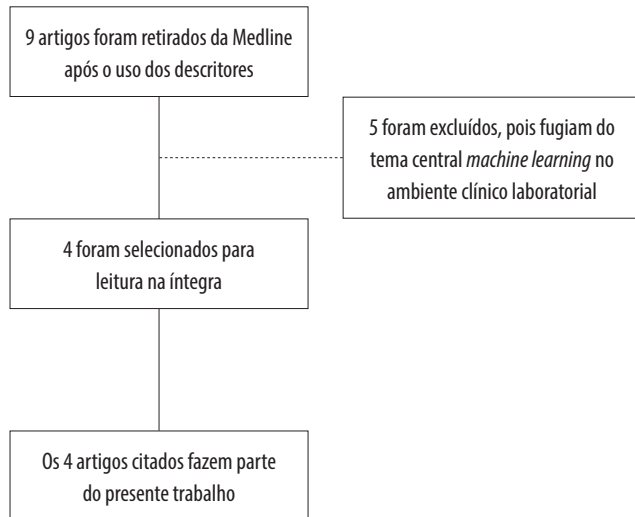 9 artigos foram retirados da Medline
após o uso dos descritores
5 foram excluídos, pois fugiam do
tema central machine learning no
ambiente clínico laboratorial
4 foram selecionados para
leitura na íntegra
Os 4 artigos citados fazem parte
do presente trabalho